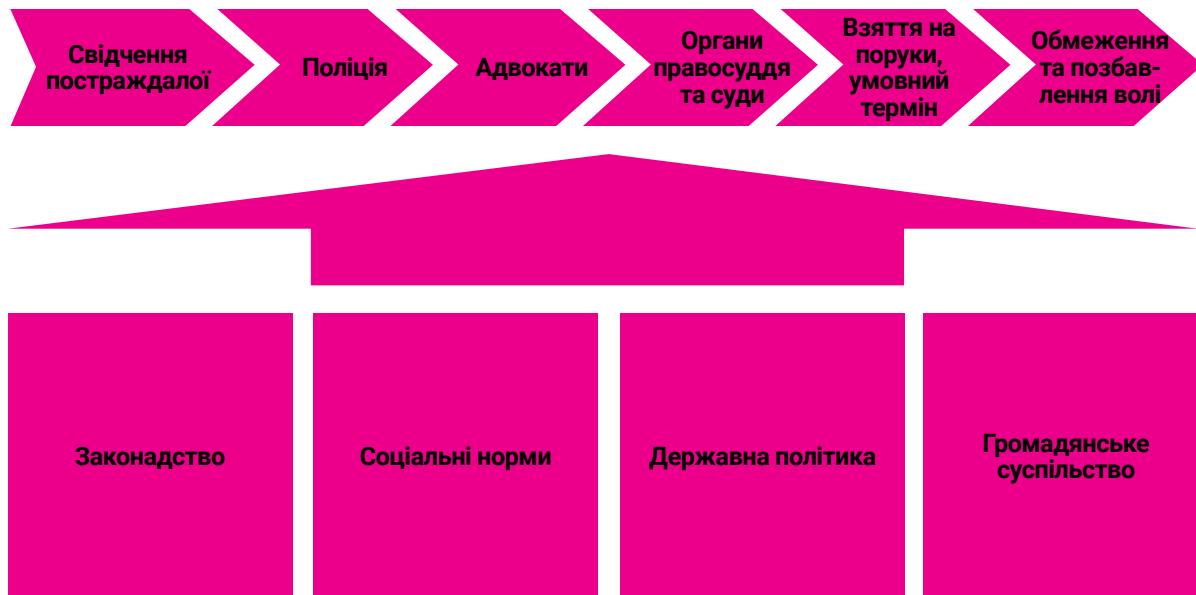 Свідчення
постраждалої
Поліція
Адвокати
Органи
правосуддя
та суди
Взяття на
поруки,
умовний
термін
Обмеження
та позбав-
лення волі
Законадство
Соціальні норми
Державна політика
Громадянське
суспільство